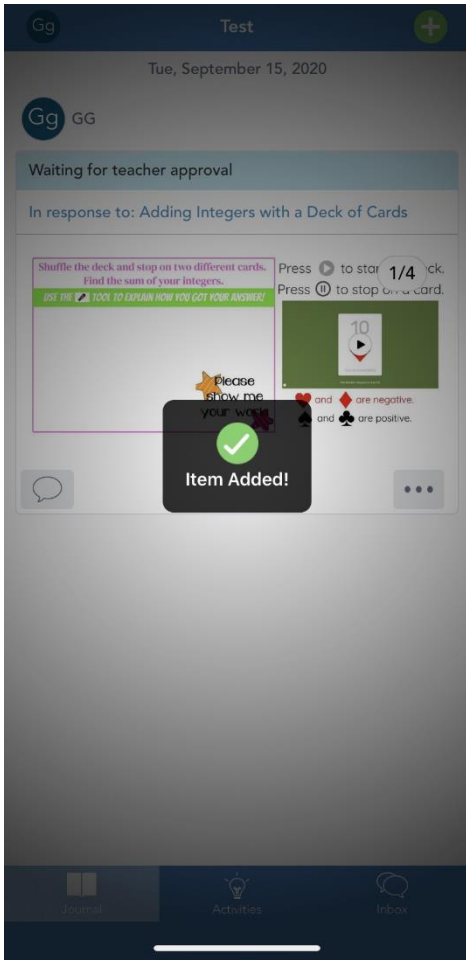 Gg
Test
Tue, September 15, 2020
Gg GG
Waiting for teacher approval
In response to: Adding Integers with a Deck of Cards
Shuffle the deck and stop on two different cards.
Find the sum of your integers.
USE THE TOOL TO EXPLAIN HOW YOU GOT YOUR ANSWER!
Please
show me
your work
Press to star
1/4
ck.
Press to stop on a card.
10
and are negative.
and are positive.
Item Added!
Journal
Activities
Inbox